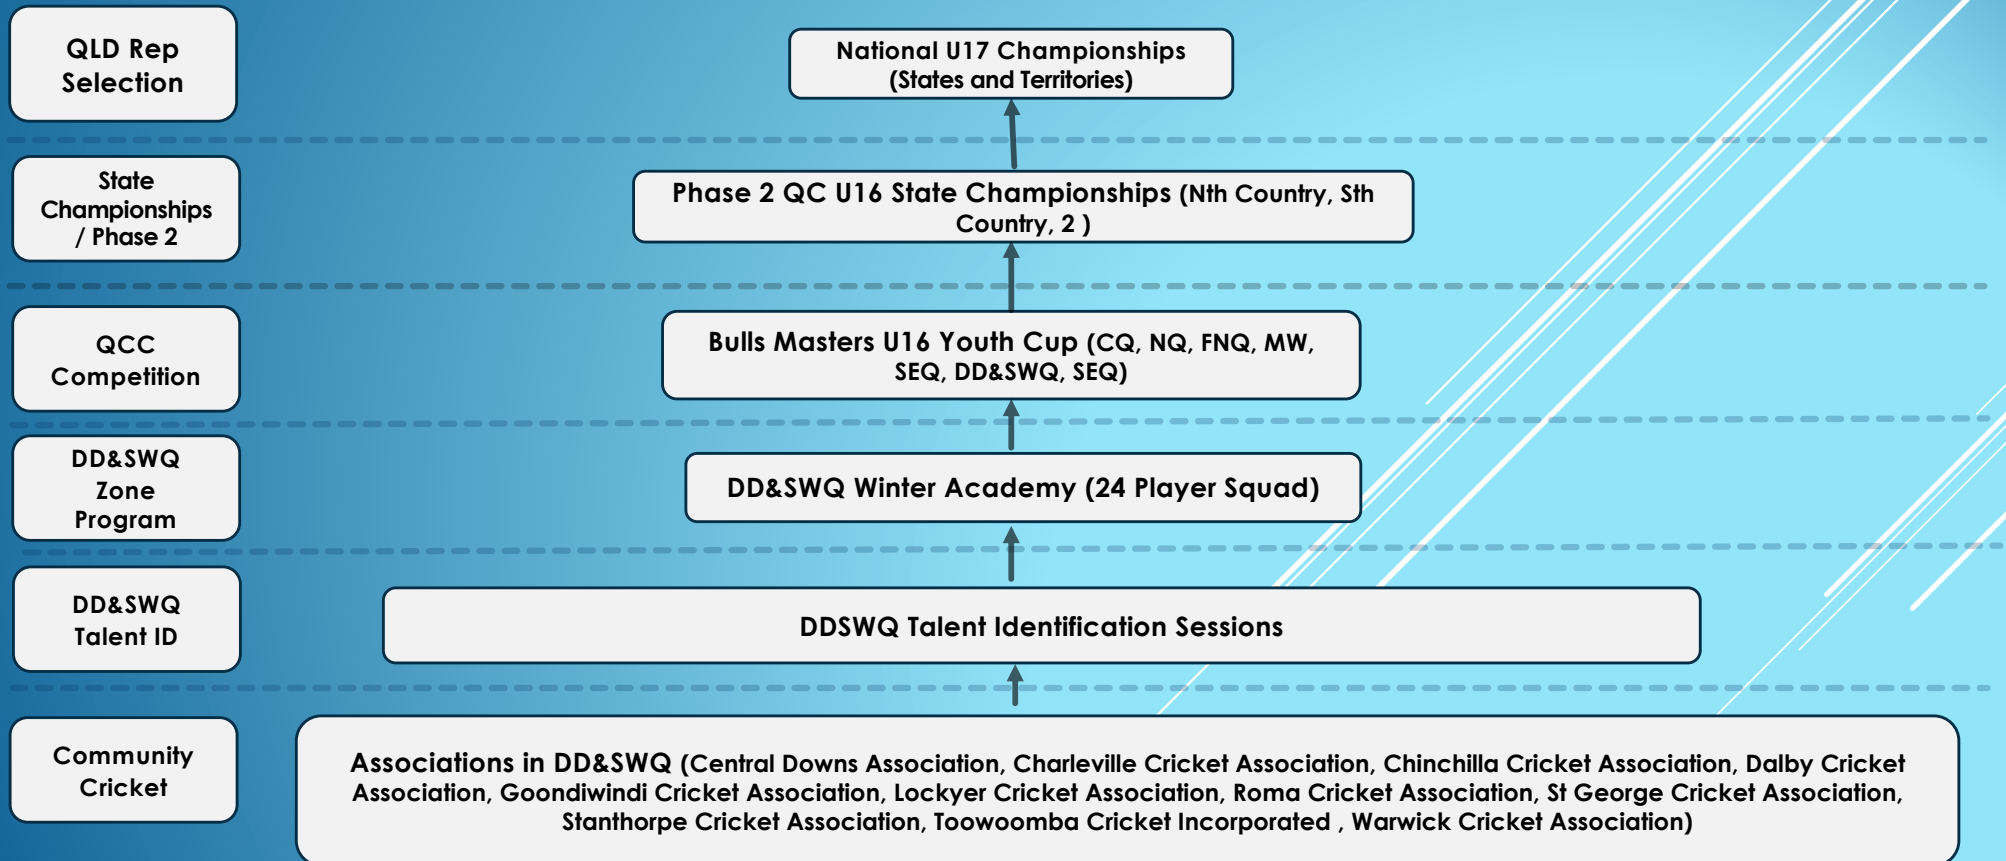 QLD Rep
Selection
National U17 Championships
(States and Territories)
State
Championships
/ Phase 2
Phase 2 QC U16 State Championships (Nth Country, Sth
Country, 2 )
QCC
Competition
Bulls Masters U16 Youth Cup (CQ, NQ, FNQ, MW,
SEQ, DD&SWQ, SEQ)
DD&SWQ
Zone
Program
DD&SWQ Winter Academy (24 Player Squad)
DD&SWQ
Talent ID
DDSWQ Talent Identification Sessions
Community
Cricket
Associations in DD&SWQ (Central Downs Association, Charleville Cricket Association, Chinchilla Cricket Association, Dalby Cricket
Association, Goondiwindi Cricket Association, Lockyer Cricket Association, Roma Cricket Association, St George Cricket Association,
Stanthorpe Cricket Association, Toowoomba Cricket Incorporated , Warwick Cricket Association)